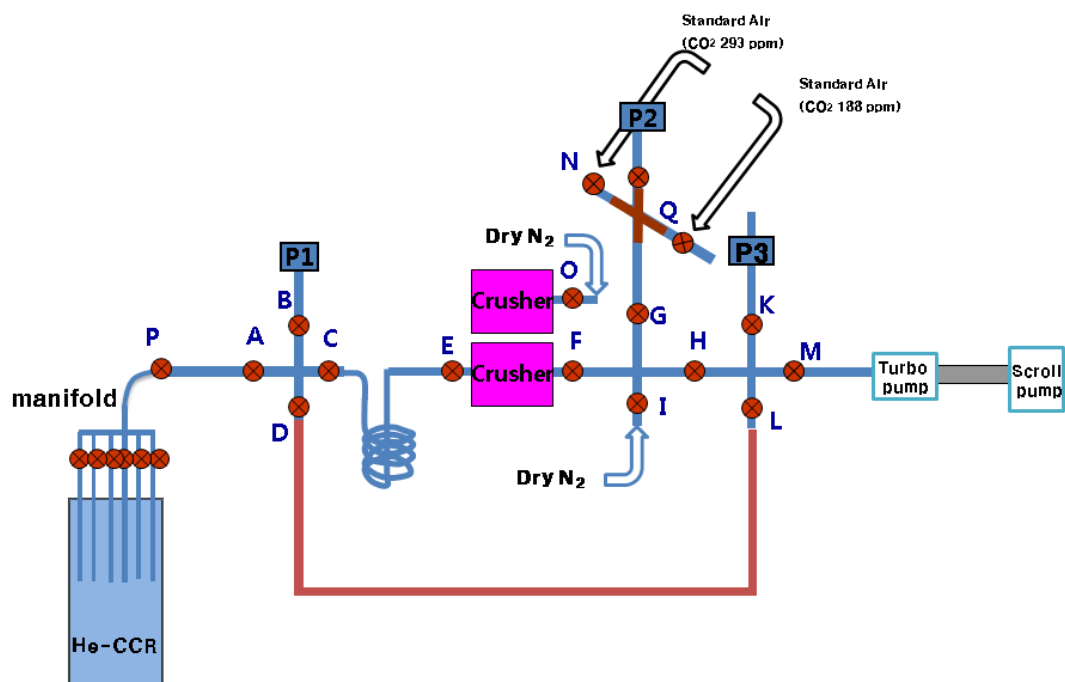 Standard Air
(CO2 293 ppm)
Standard Air
(CO2 188 ppm)
P2
N
Q
Dry N2
P1
P3
O
B
Crusher
G
K
P
A
C
E
Crusher
F
H
M
Turbo
pump
Scroll
pump
manifold
I
D
L
Dry N2
He-CCR